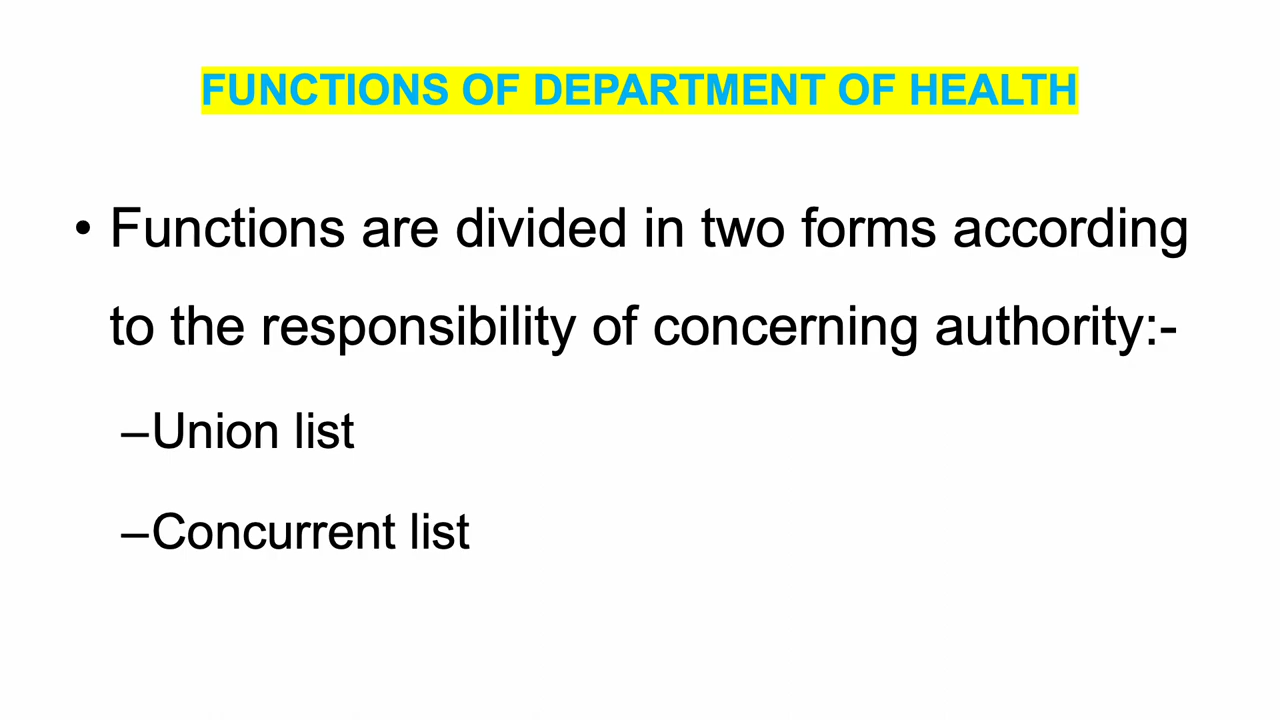 FUNCTIONS OF DEPARTMENT OF HEALTH
• Functions are divided in two forms according
to the responsibility of concerning authority:-
–Union list
–Concurrent list